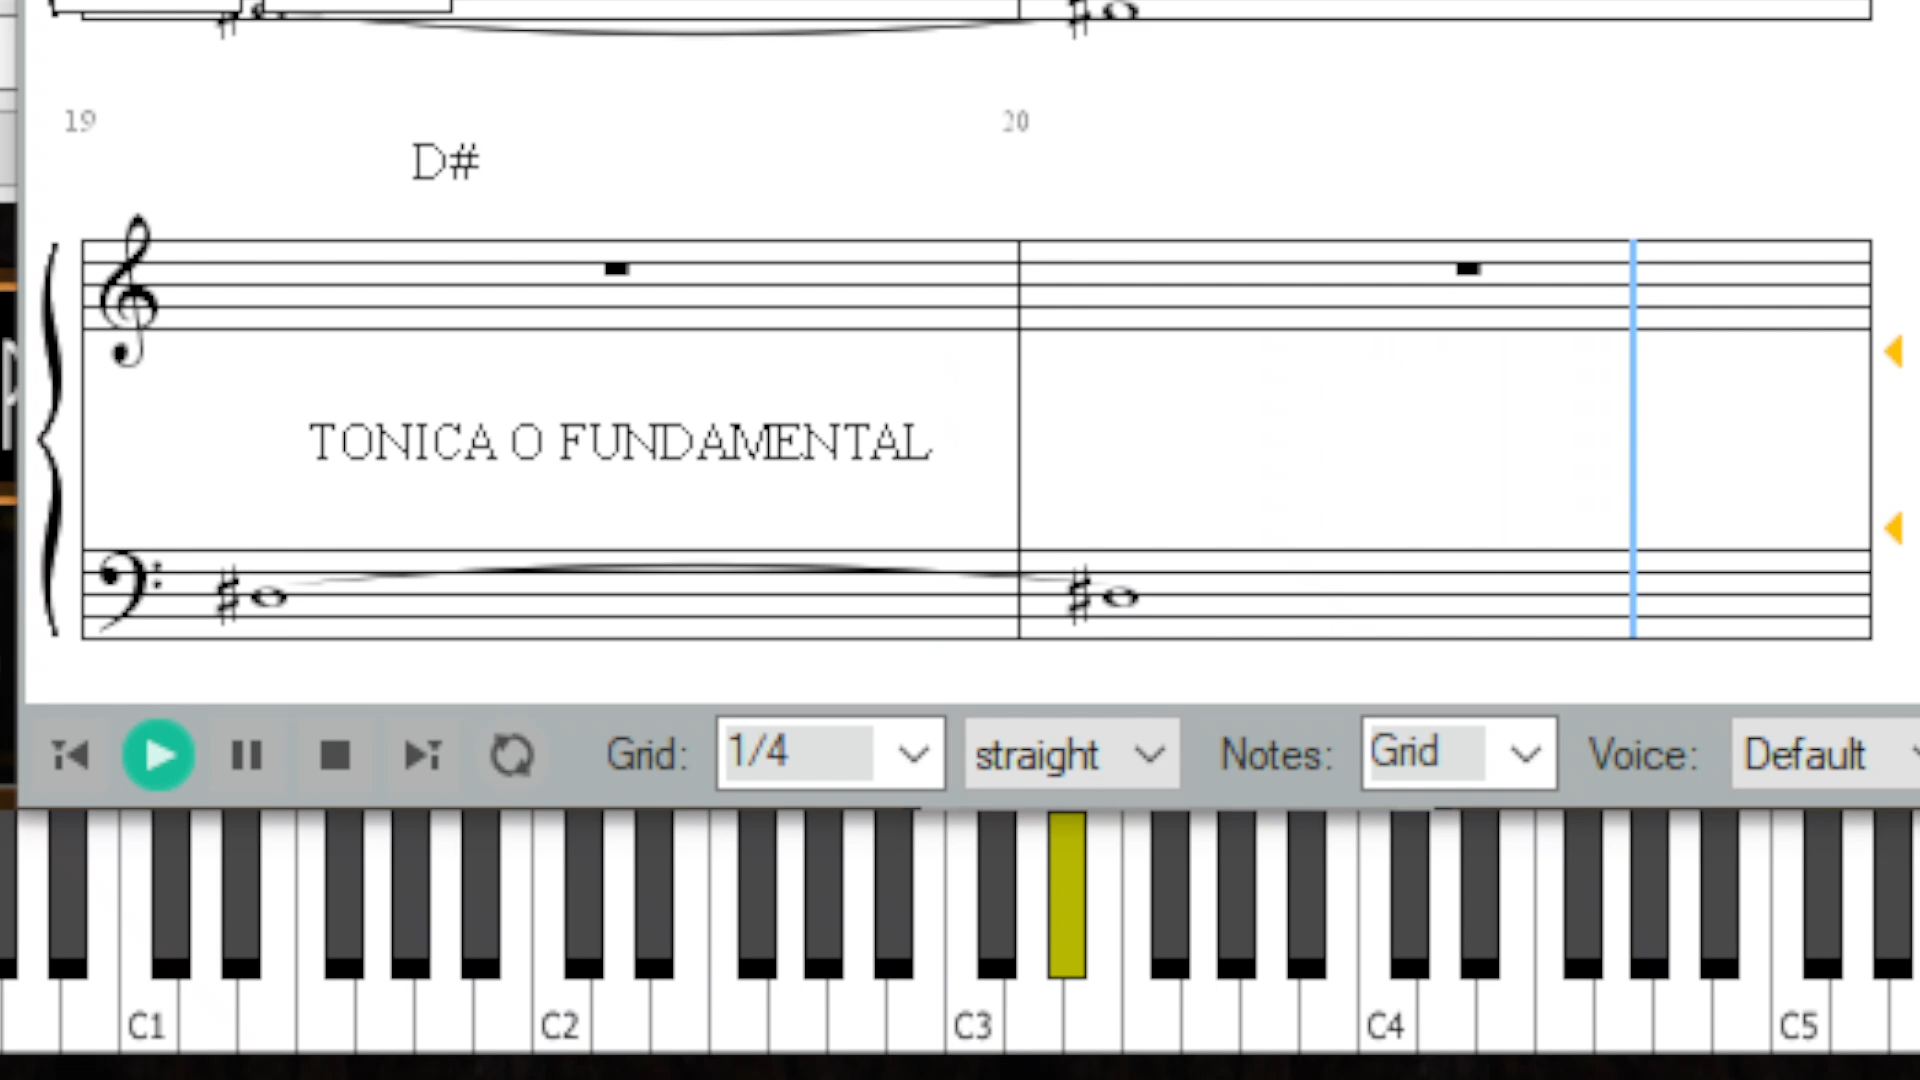 19
20
D#
TONICA O FUNDAMENTAL
Grid: 1/4 straight Notes: Grid Voice: Default
C1 C2 C3 C4 C5